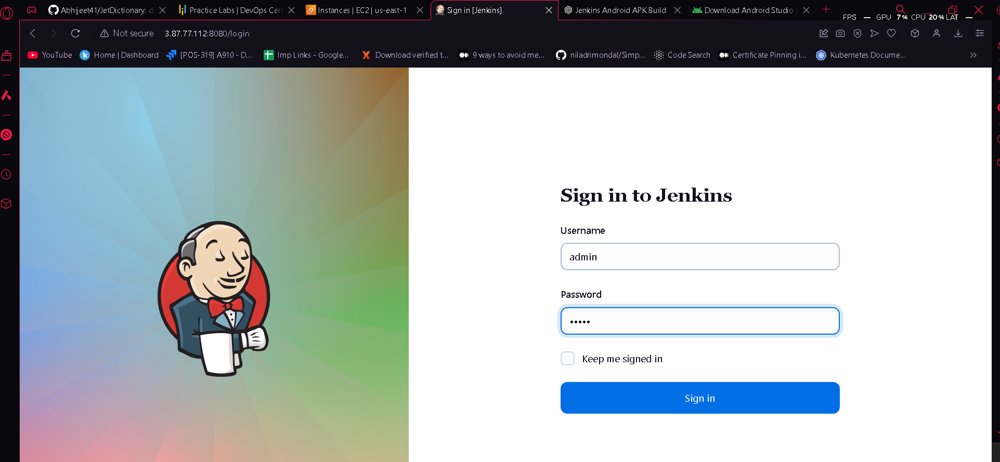 Abhijeet41/JetDictionary: di
Practice Labs | DevOps Cert
Instances | EC2 | us-east-1
Sign in [Jenkins]
Jenkins Android APK Build
Download Android Studio &
FPS — GPU 7% CPU 20% LAT —
Not secure 3.87.77.112:8080/login
YouTube
Home | Dashboard
[POS-319] A910 - D...
Imp Links - Google...
Download verified t...
9 ways to avoid me...
niladrimondal/Simp...
Code Search
Certificate Pinning i...
Kubernetes Docume...
Sign in to Jenkins
Username
admin
Password
•••••
Keep me signed in
Sign in